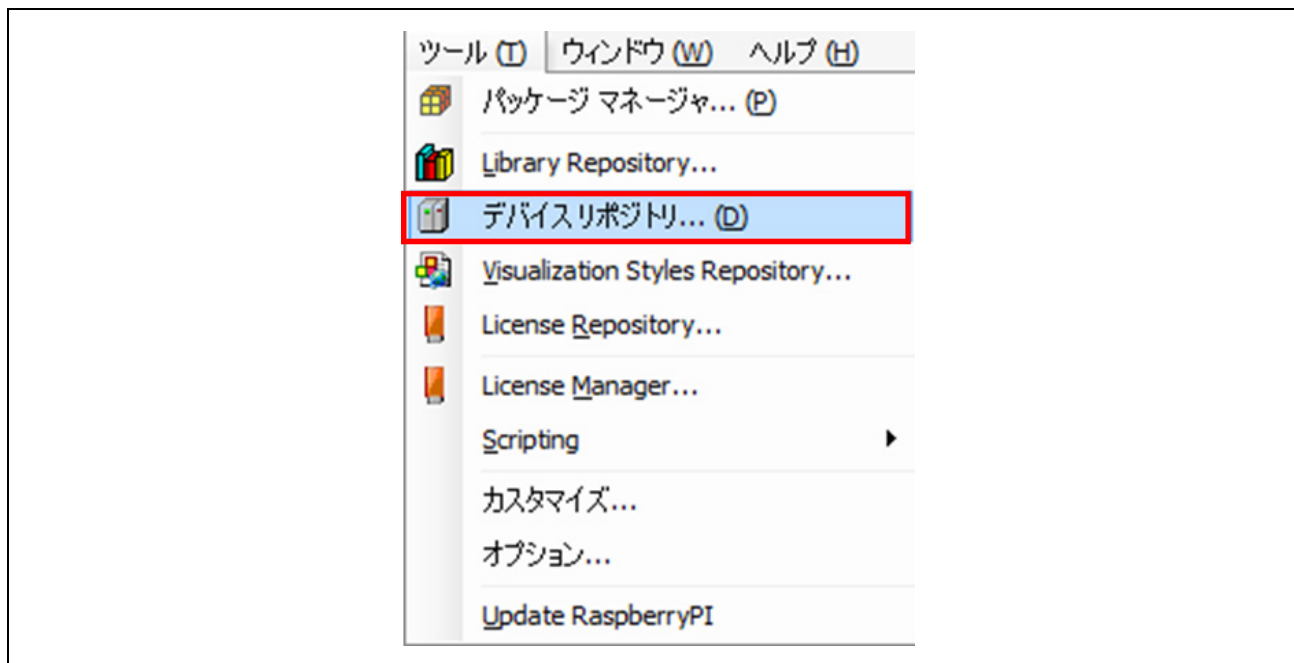 ツール (T) ウィンドウ (W) ヘルプ (H)
パッケージ マネージャ... (P)
Library Repository...
デバイス リポジトリ... (D)
Visualization Styles Repository...
License Repository...
License Manager...
Scripting
カスタマイズ...
オプション...
Update RaspberryPI